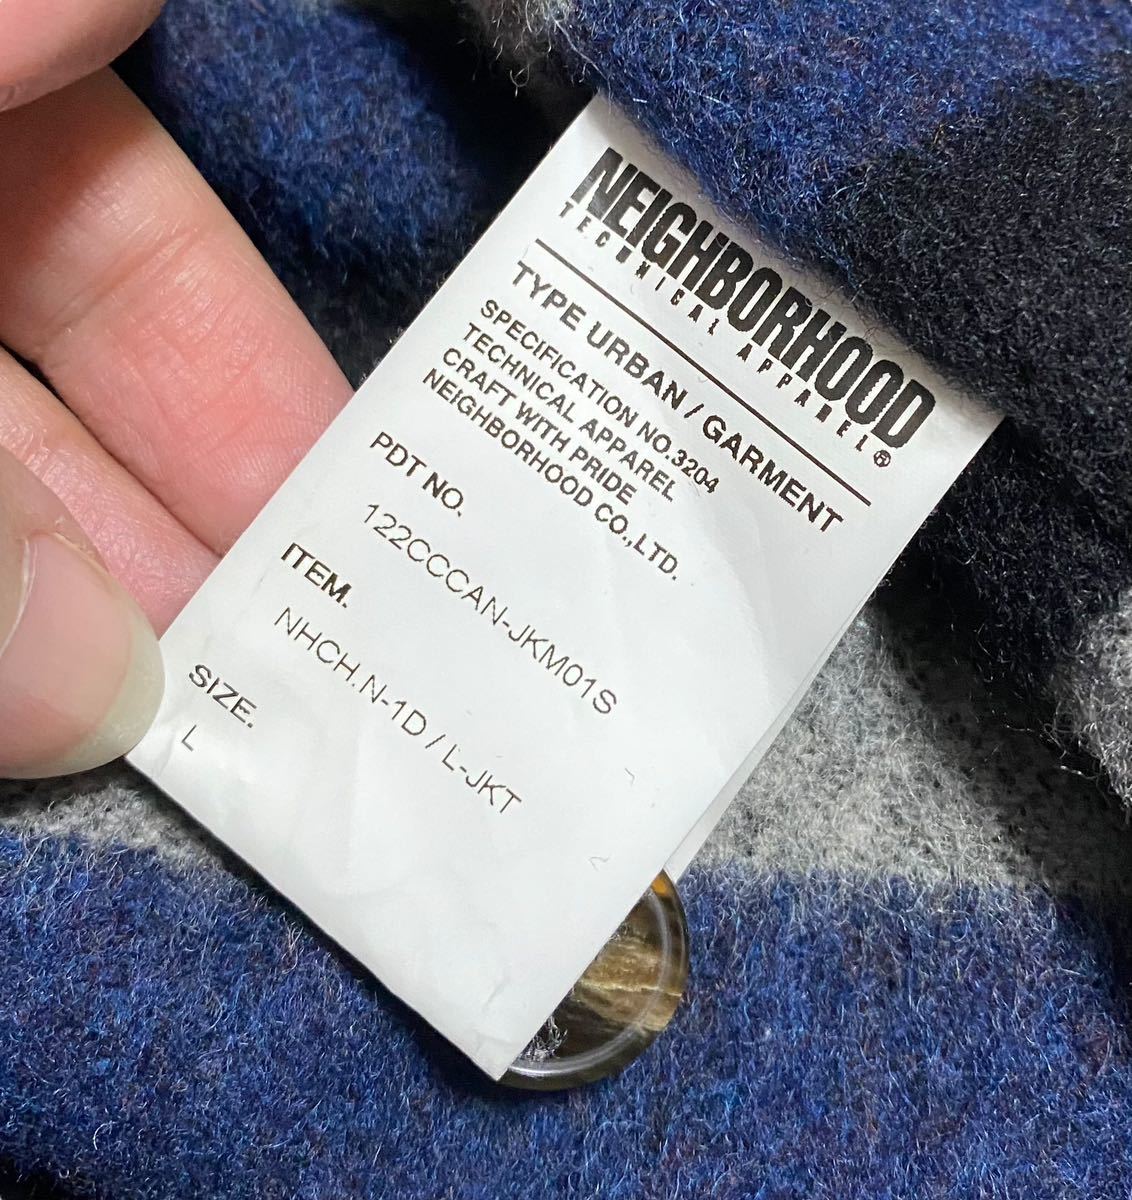 NEIGHBORHOOD
TECHNICAL APPAREL®
TYPE URBAN / GARMENT
SPECIFICATION NO.3204
TECHNICAL APPAREL
CRAFT WITH PRIDE
NEIGHBORHOOD CO.,LTD.
PDT NO.
122CCCAN-JKM01S
ITEM.
NHCH.N-1D / L-JKT
SIZE.
L